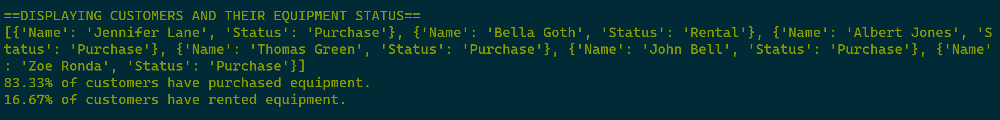 ==DISPLAYING CUSTOMERS AND THEIR EQUIPMENT STATUS==
[{'Name': 'Jennifer Lane', 'Status': 'Purchase'}, {'Name': 'Bella Goth', 'Status': 'Rental'}, {'Name': 'Albert Jones', 'S
tatus': 'Purchase'}, {'Name': 'Thomas Green', 'Status': 'Purchase'}, {'Name': 'John Bell', 'Status': 'Purchase'}, {'Name'
: 'Zoe Ronda', 'Status': 'Purchase'}]
83.33% of customers have purchased equipment.
16.67% of customers have rented equipment.